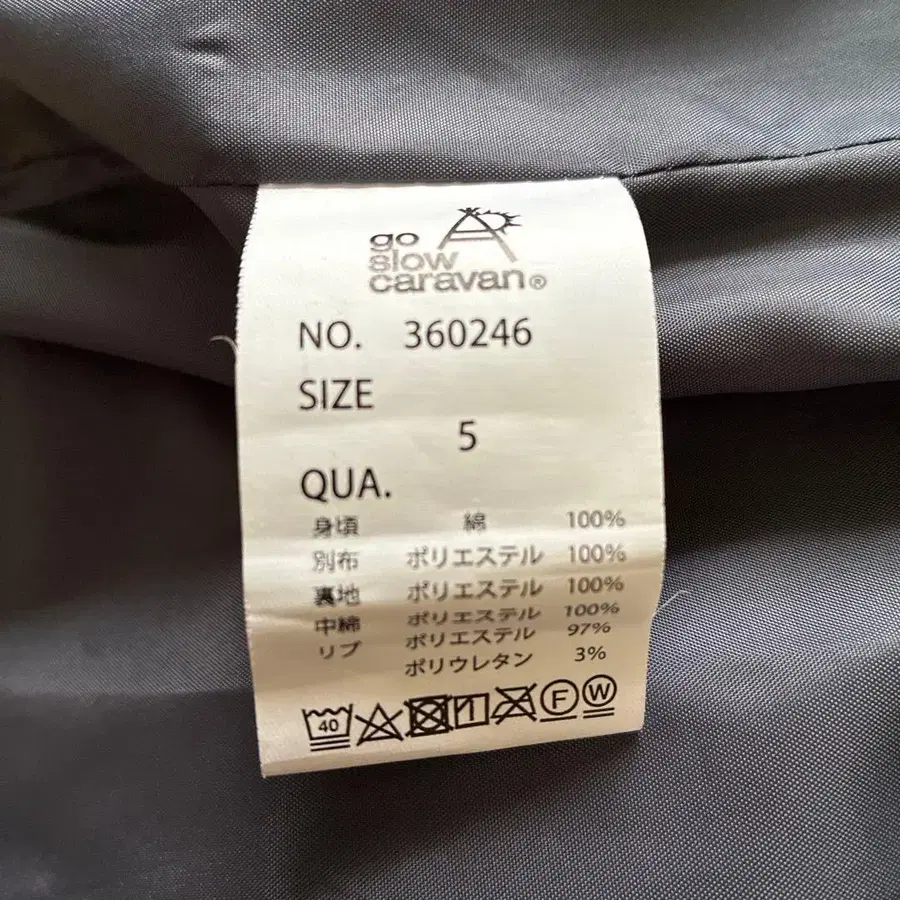 go
slow
caravan®
NO. 360246
SIZE
5
QUA.
身頃 綿 100%
別布 ポリエステル 100%
裏地 ポリエステル 100%
中綿 ポリエステル 100%
リブ ポリエステル 97%
ポリウレタン 3%
40 F W